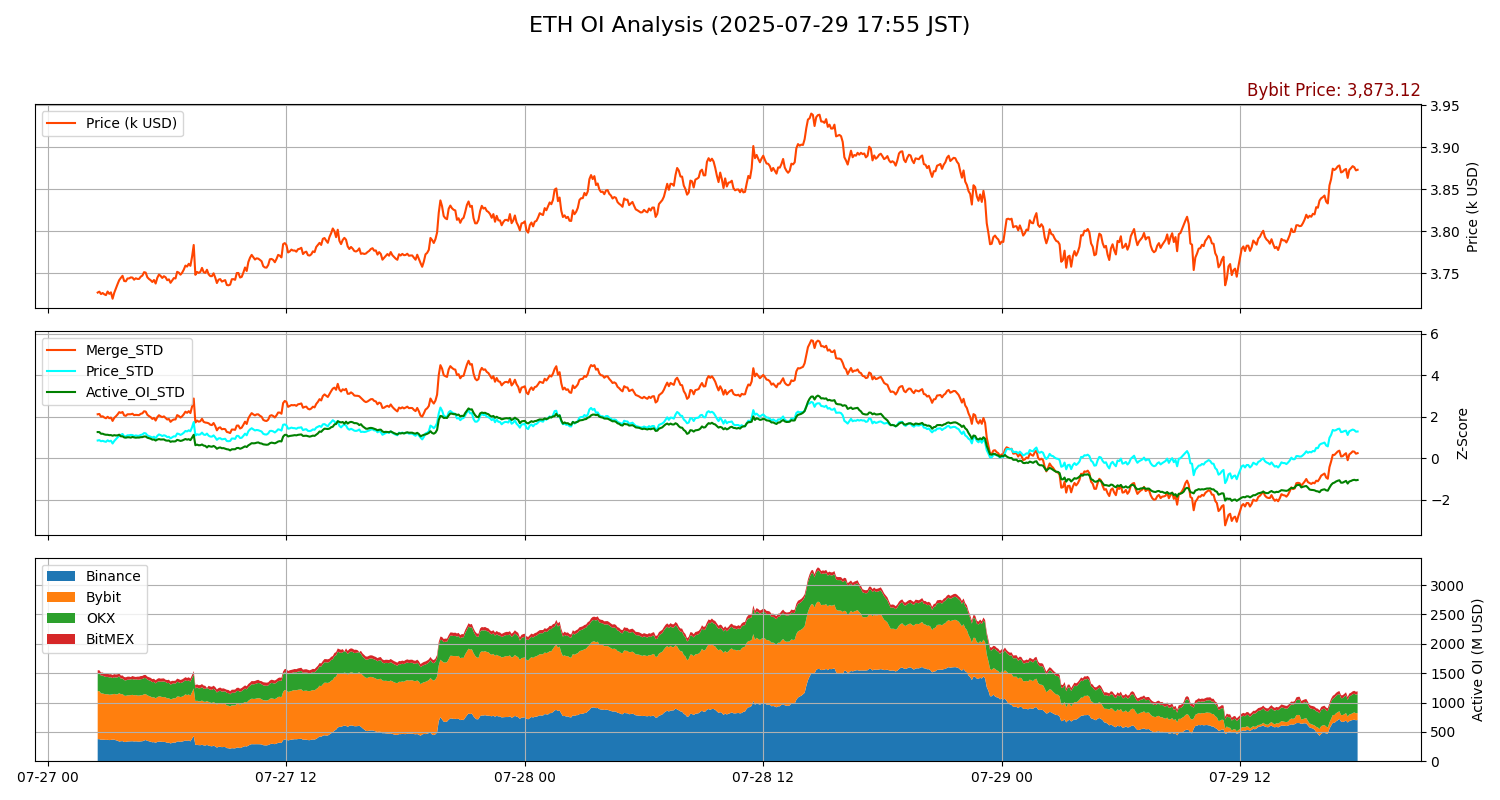 ETH OI Analysis (2025-07-29 17:55 JST)
Bybit Price: 3,873.12
Price (k USD)
3.95
3.90
3.85
3.80
3.75
Price (k USD)
Merge_STD
Price_STD
Active_OI_STD
6
4
2
0
−2
Z-Score
Binance
Bybit
OKX
BitMEX
3000
2500
2000
1500
1000
500
0
Active OI (M USD)
07-27 00
07-27 12
07-28 00
07-28 12
07-29 00
07-29 12